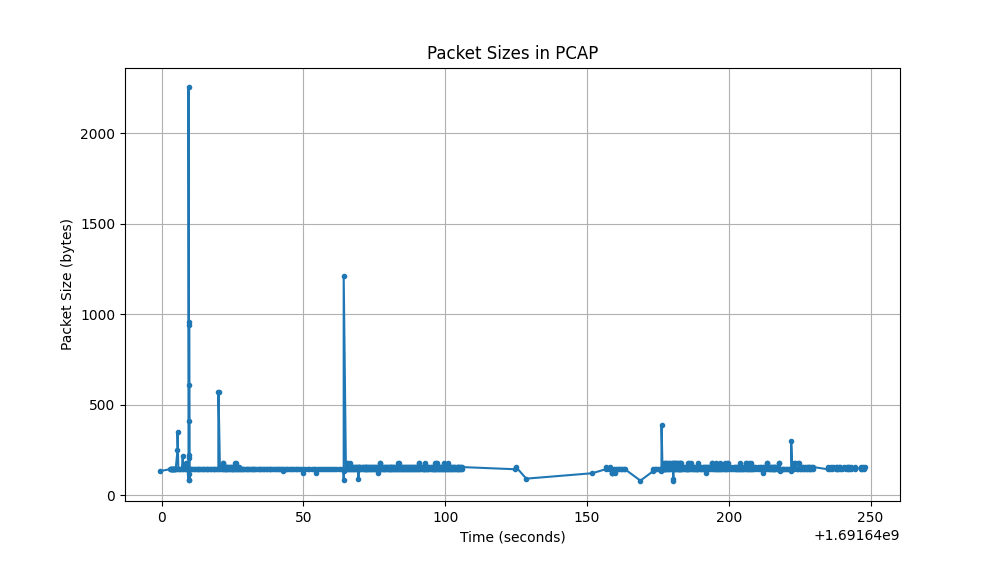 Packet Sizes in PCAP
Packet Size (bytes)
2000
1500
1000
500
0
0 50 100 150 200 250
Time (seconds)
+1.69164e9